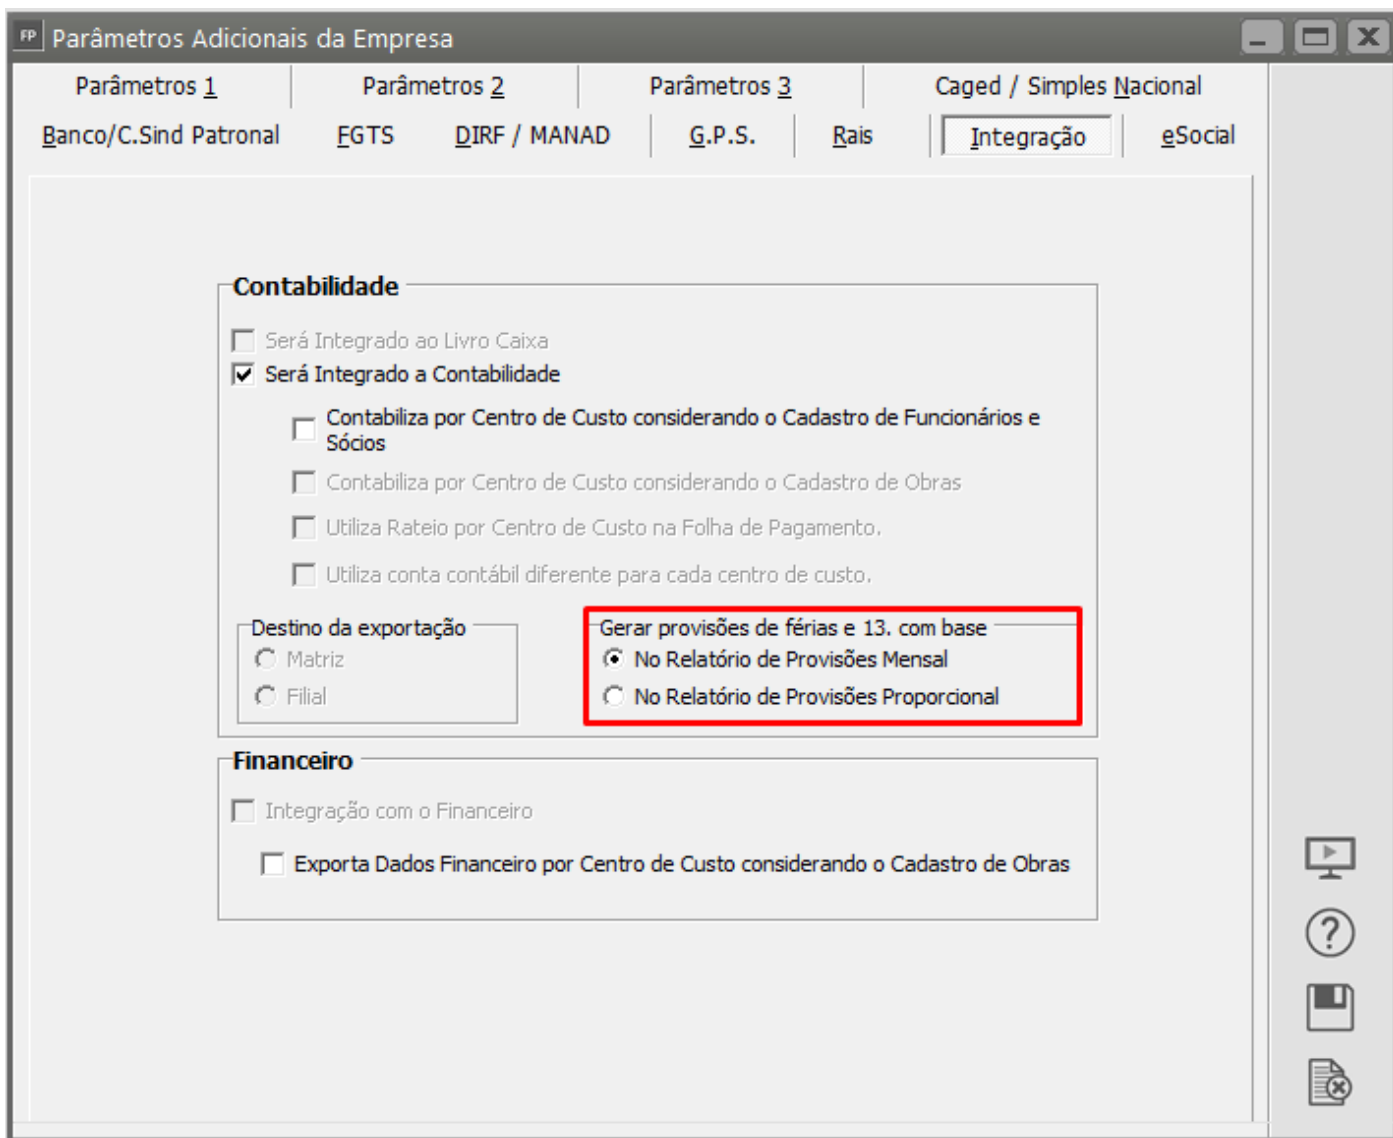 FP Parâmetros Adicionais da Empresa
Parâmetros 1 Parâmetros 2 Parâmetros 3 Caged / Simples Nacional
Banco/C.Sind Patronal FGTS DIRF / MANAD G.P.S. Rais Integração eSocial
Contabilidade
Será Integrado ao Livro Caixa
Será Integrado a Contabilidade
Contabiliza por Centro de Custo considerando o Cadastro de Funcionários e
Sócios
Contabiliza por Centro de Custo considerando o Cadastro de Obras
Utiliza Rateio por Centro de Custo na Folha de Pagamento.
Utiliza conta contábil diferente para cada centro de custo.
Destino da exportação
Matriz
Filial
Gerar provisões de férias e 13. com base
No Relatório de Provisões Mensal
No Relatório de Provisões Proporcional
Financeiro
Integração com o Financeiro
Exporta Dados Financeiro por Centro de Custo considerando o Cadastro de Obras